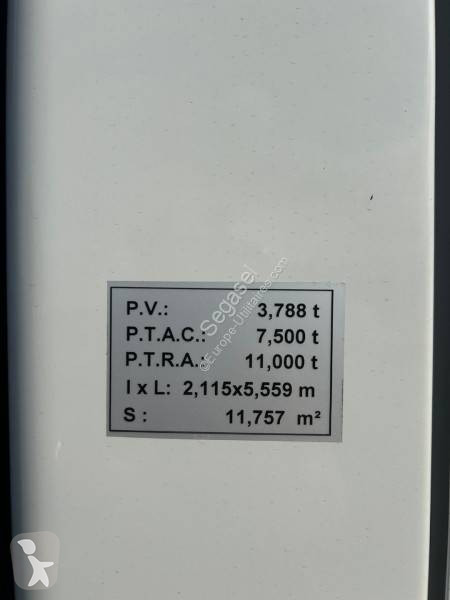 P.V.: 3,788 t
P.T.A.C.: 7,500 t
P.T.R.A.: 11,000 t
l x L: 2,115x5,559 m
S : 11,757 m²
Segasel
©Europe-Utilitaires.com